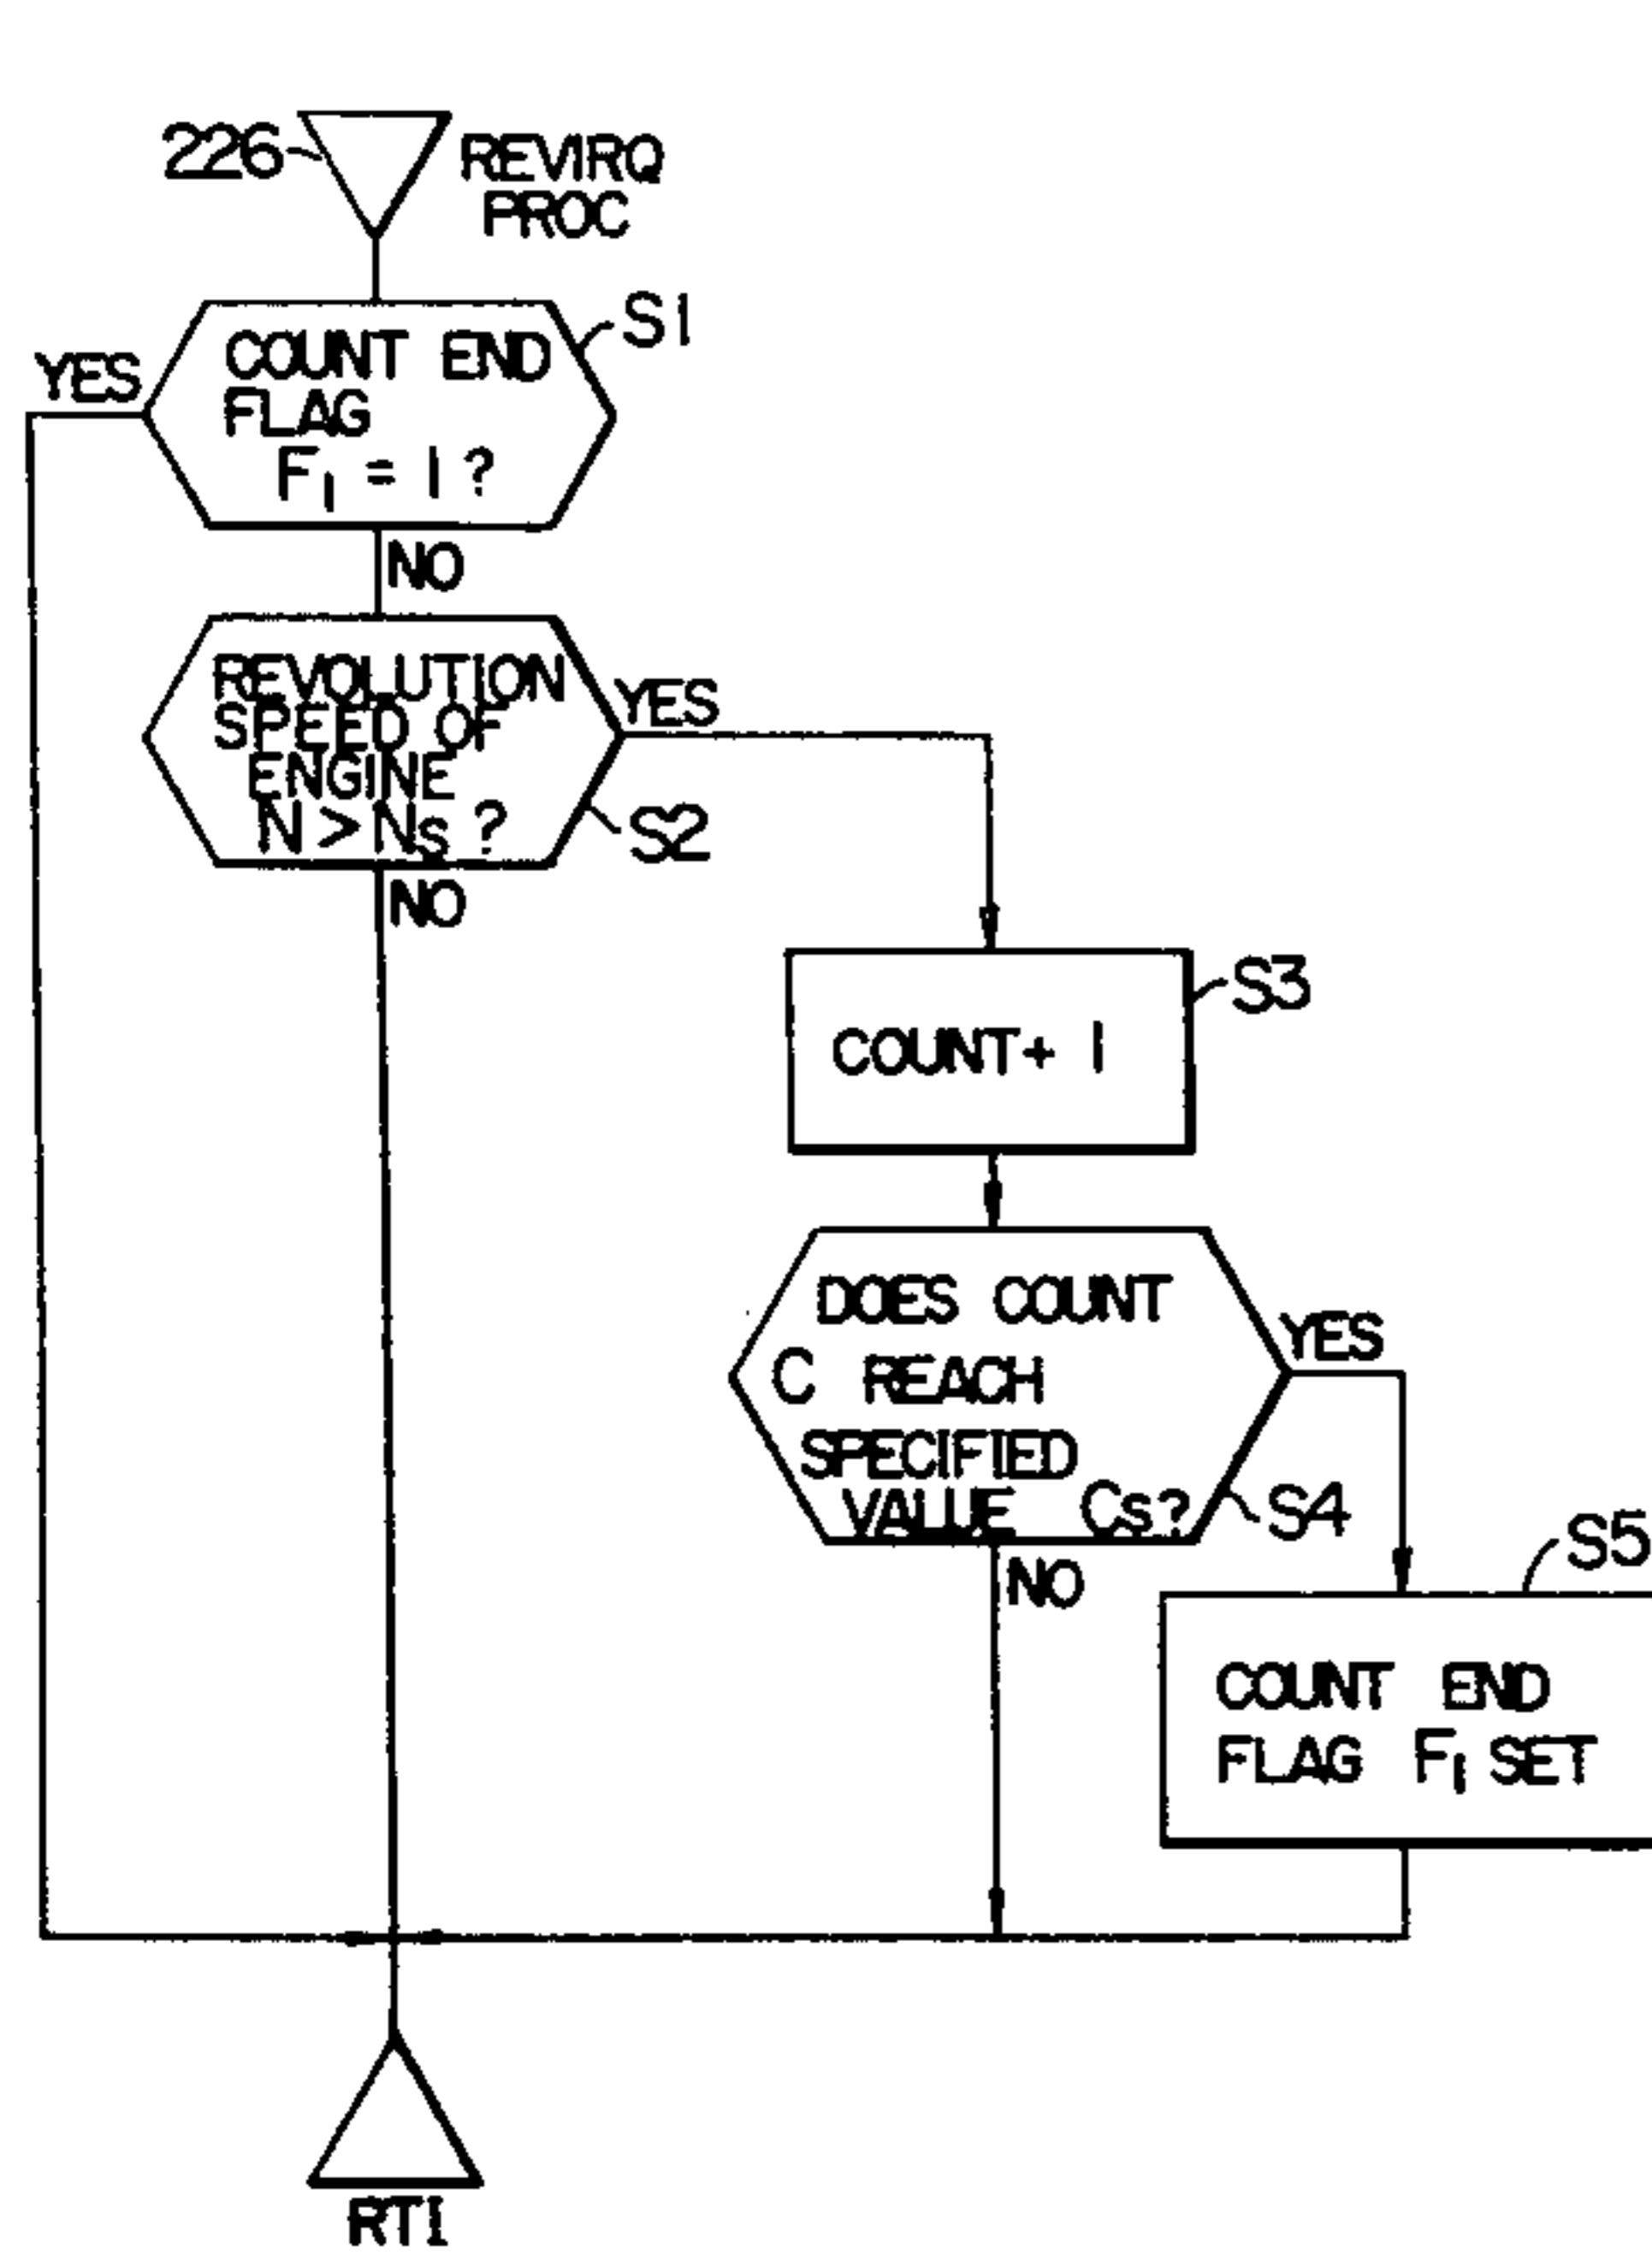 226
REVIRQ
PROC
S1
YES
COUNT END
FLAG
F1 = 1 ?
NO
REVOLUTION
SPEED OF
ENGINE
N > Ns ?
YES
S2
NO
S3
COUNT + 1
DOES COUNT
C REACH
SPECIFIED
VALUE Cs?
YES
S4
NO
S5
COUNT END
FLAG F1 SET
RTI